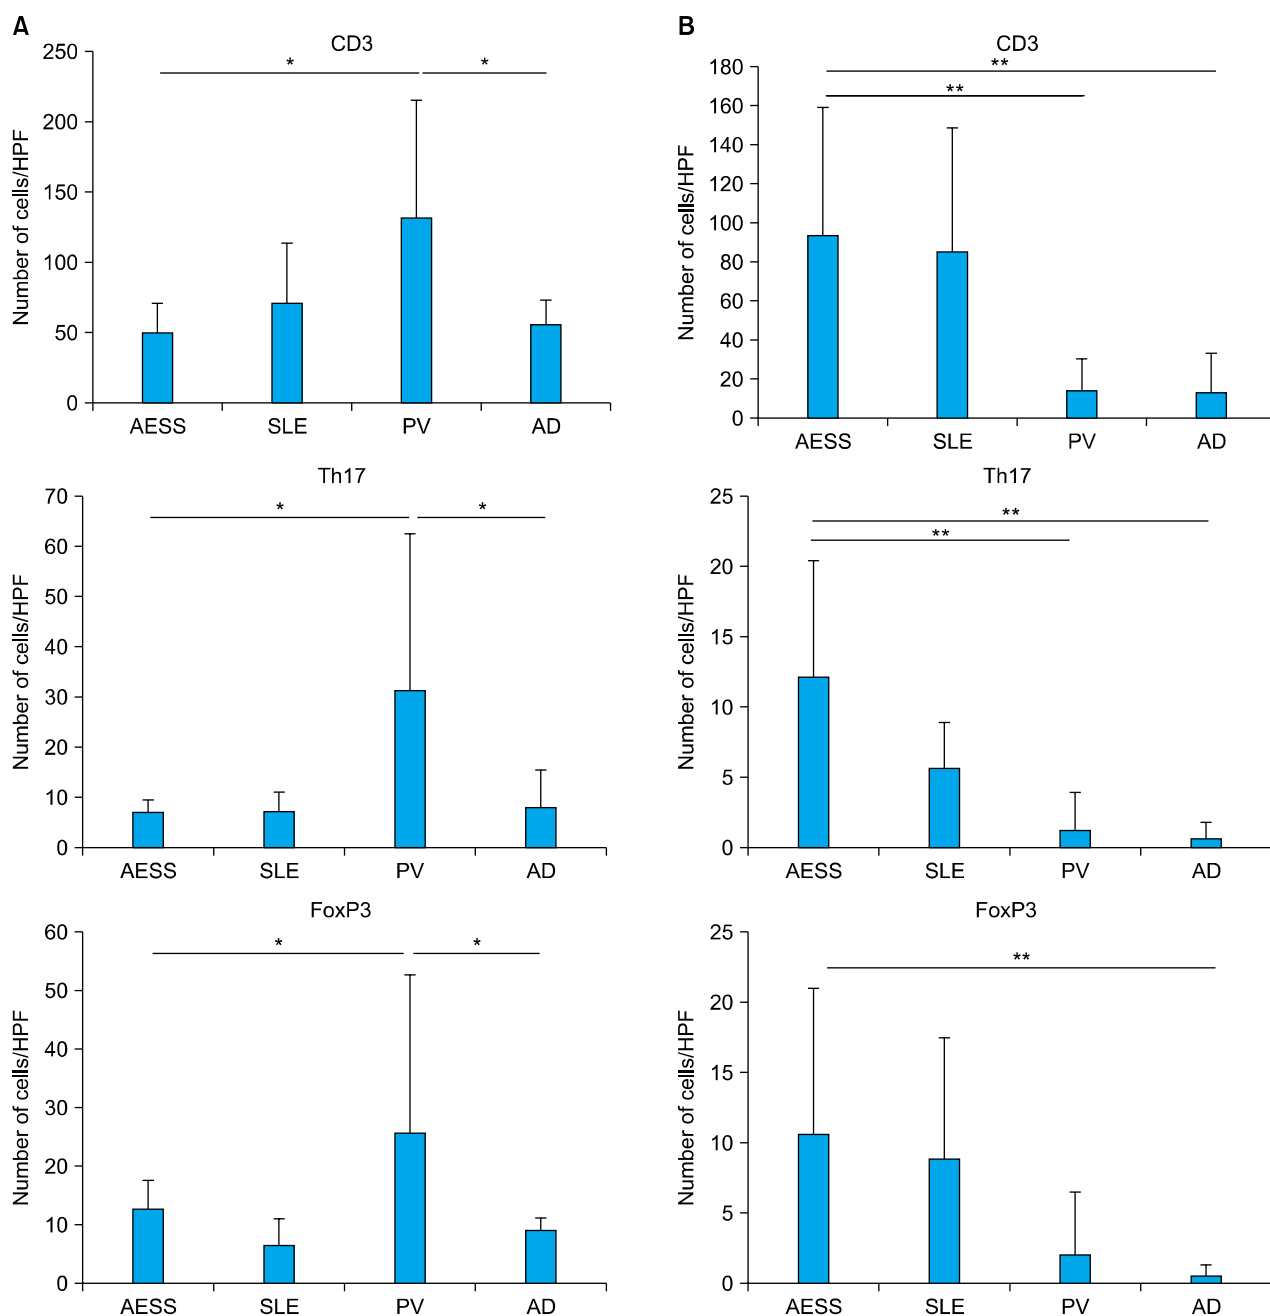 A
CD3
Number of cells/HPF
250
200
150
100
50
0
*
*
AESS SLE PV AD
Th17
Number of cells/HPF
70
60
50
40
30
20
10
0
*
*
AESS SLE PV AD
FoxP3
Number of cells/HPF
60
50
40
30
20
10
0
*
*
AESS SLE PV AD
B
CD3
Number of cells/HPF
180
160
140
120
100
80
60
40
20
0
**
**
AESS SLE PV AD
Th17
Number of cells/HPF
25
20
15
10
5
0
**
**
AESS SLE PV AD
FoxP3
Number of cells/HPF
25
20
15
10
5
0
**
AESS SLE PV AD